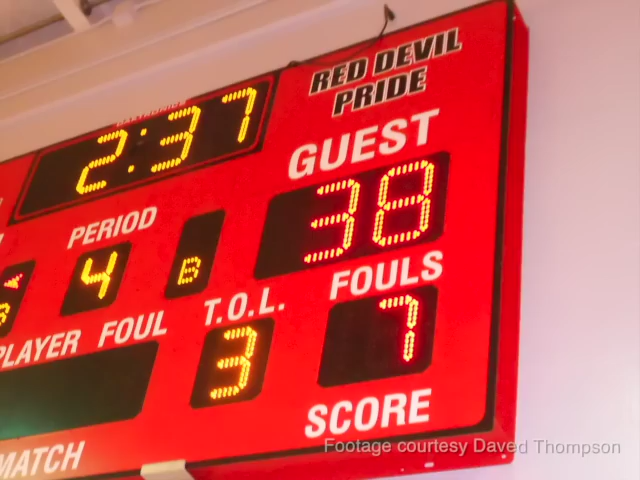 RED DEVIL
PRIDE
2:37
GUEST
38
PERIOD
4 B
FOULS
T.O.L.
3 7
PLAYER FOUL
SCORE
MATCH
Footage courtesy Daved Thompson